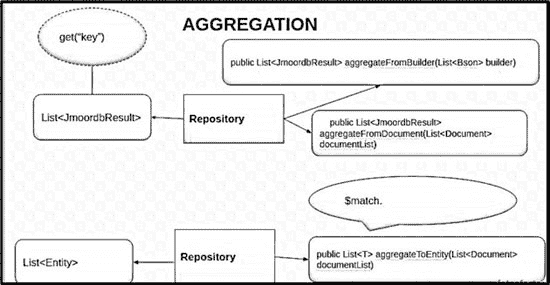 AGGREGATION
get("key")
public List<JmoordbResult> aggregateFromBuilder(List<Bson> builder)
List<JmoordbResult>
Repository
public List<JmoordbResult>
aggregateFromDocument(List<Document>
documentList)
$match.
List<Entity>
Repository
public List<T> aggregateToEntity(List<Document>
documentList)